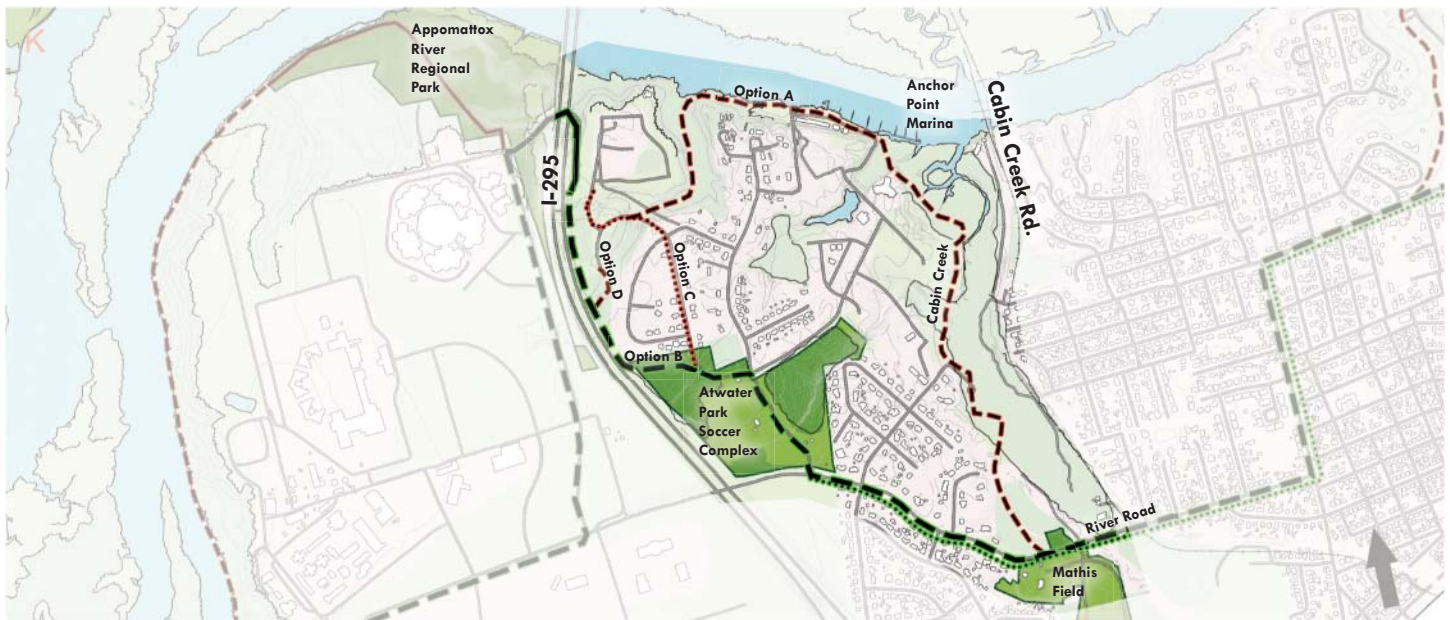 K
Appomattox
River
Regional
Park
I-295
Option A
Anchor
Point
Marina
Cabin Creek Rd.
Option D
Option C
Cabin Creek
Option B
Atwater
Park
Soccer
Complex
River Road
Mathis
Field